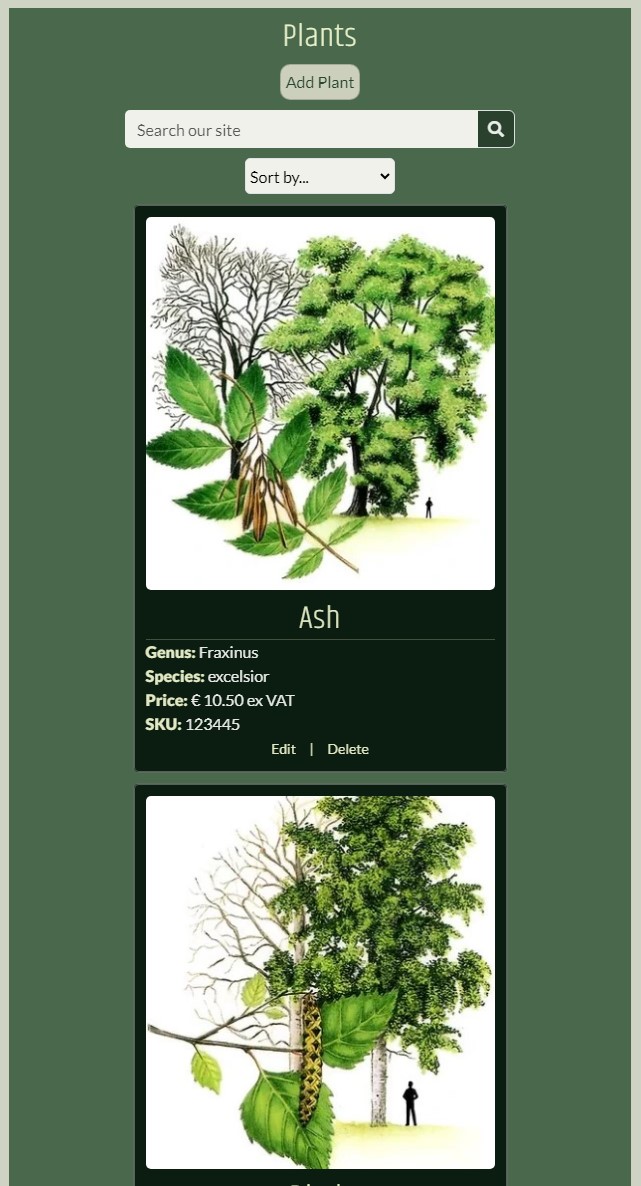 Plants
Add Plant
Search our site
Sort by...
Ash
Genus: Fraxinus
Species: excelsior
Price: € 10.50 ex VAT
SKU: 123445
Edit | Delete